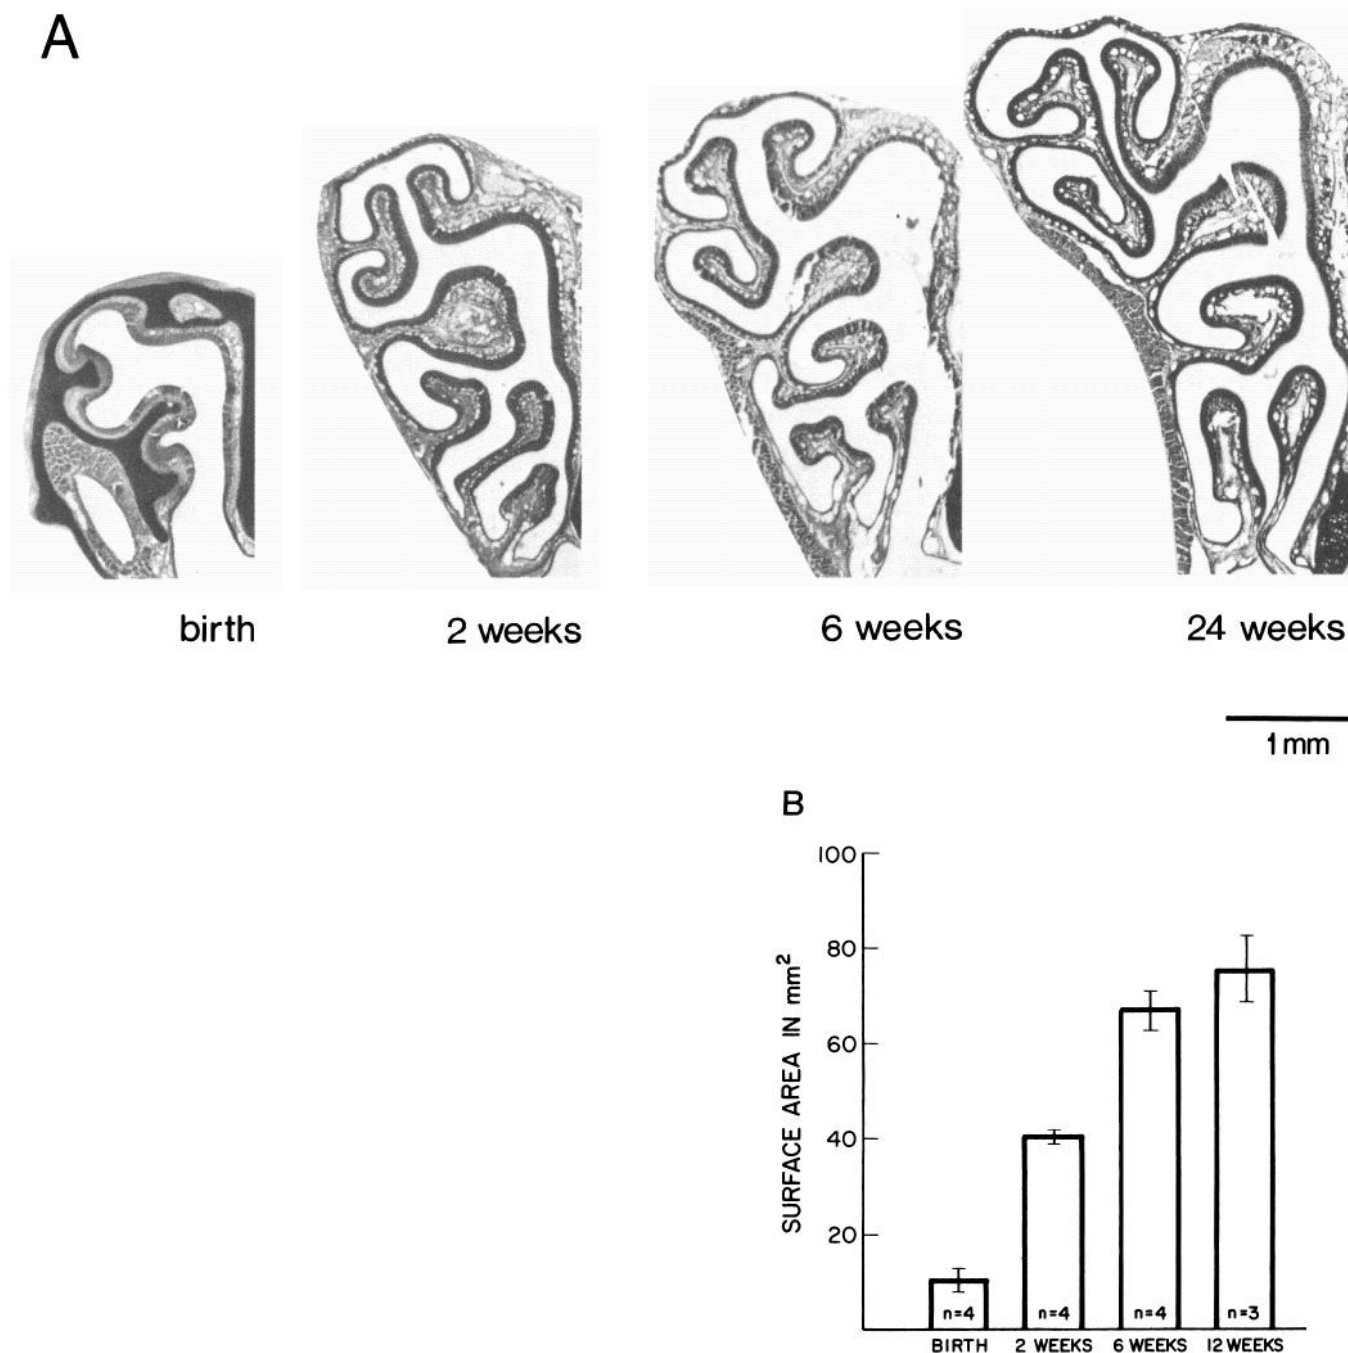 A
birth
2 weeks
6 weeks
24 weeks
1 mm
B
SURFACE AREA IN mm²
100
80
60
40
20
n=4
n=4
n=4
n=3
BIRTH
2 WEEKS
6 WEEKS
12 WEEKS